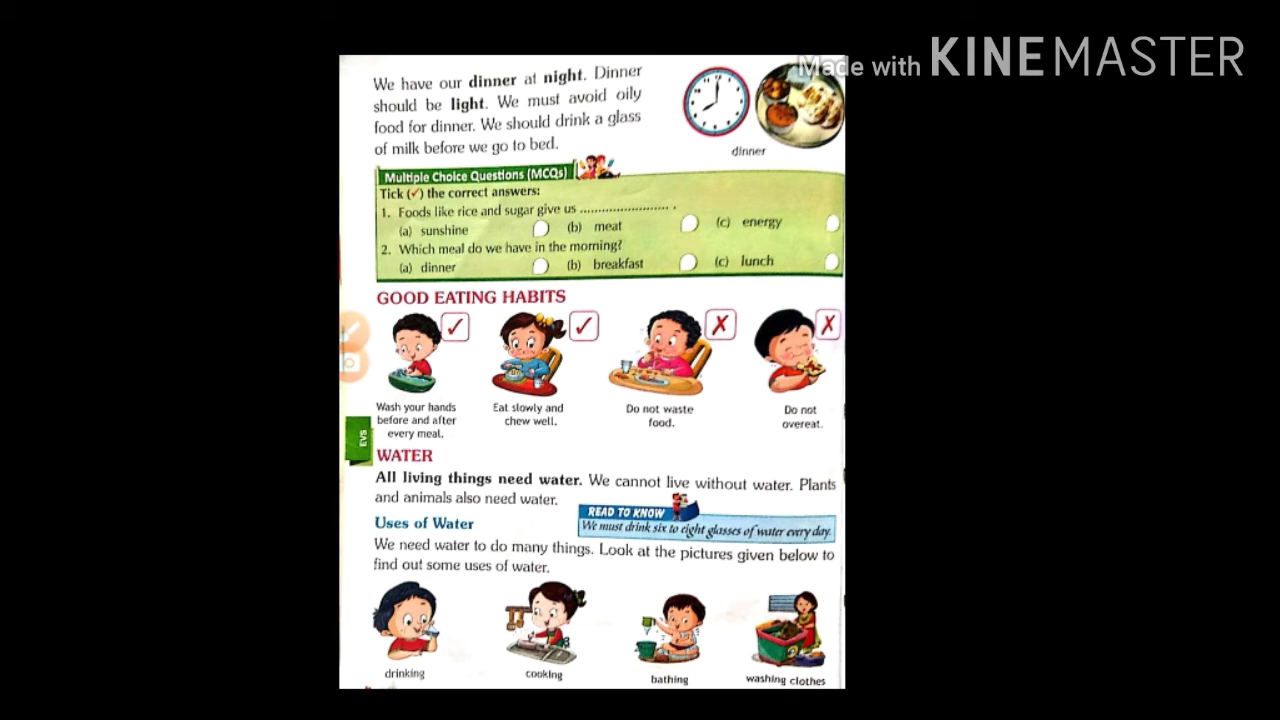 Made with KINEMASTER
We have our dinner at night. Dinner
should be light. We must avoid oily
food for dinner. We should drink a glass
of milk before we go to bed.
dinner
Multiple Choice Questions (MCQs)
Tick (✓) the correct answers:
1. Foods like rice and sugar give us ........................ .
(a) sunshine (b) meat (c) energy
2. Which meal do we have in the morning?
(a) dinner (b) breakfast (c) lunch
GOOD EATING HABITS
Wash your hands
before and after
every meal.
Eat slowly and
chew well.
Do not waste
food.
Do not
overeat.
EVS
WATER
All living things need water. We cannot live without water. Plants
and animals also need water.
READ TO KNOW
We must drink six to eight glasses of water every day.
Uses of Water
We need water to do many things. Look at the pictures given below to
find out some uses of water.
drinking
cooking
bathing
washing clothes